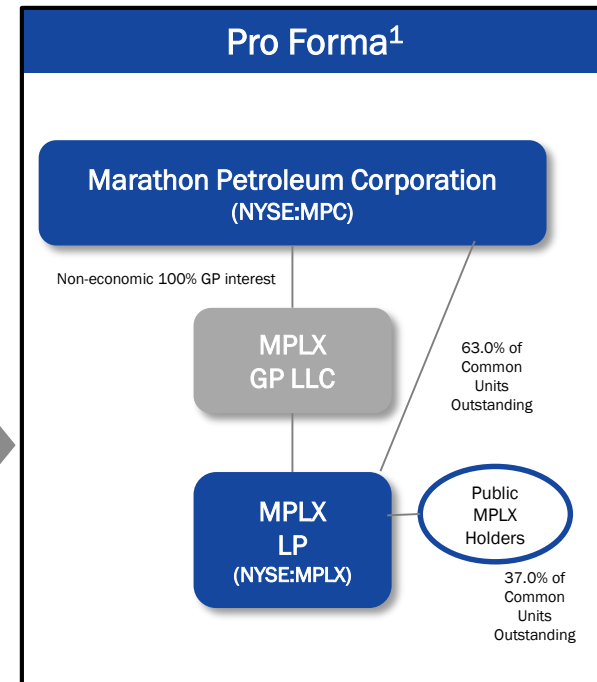 Pro Forma1
Marathon Petroleum Corporation
(NYSE:MPC)
Non-economic 100% GP interest
MPLX
GP LLC
63.0% of
Common
Units
Outstanding
MPLX
LP
(NYSE:MPLX)
Public
MPLX
Holders
37.0% of
Common
Units
Outstanding